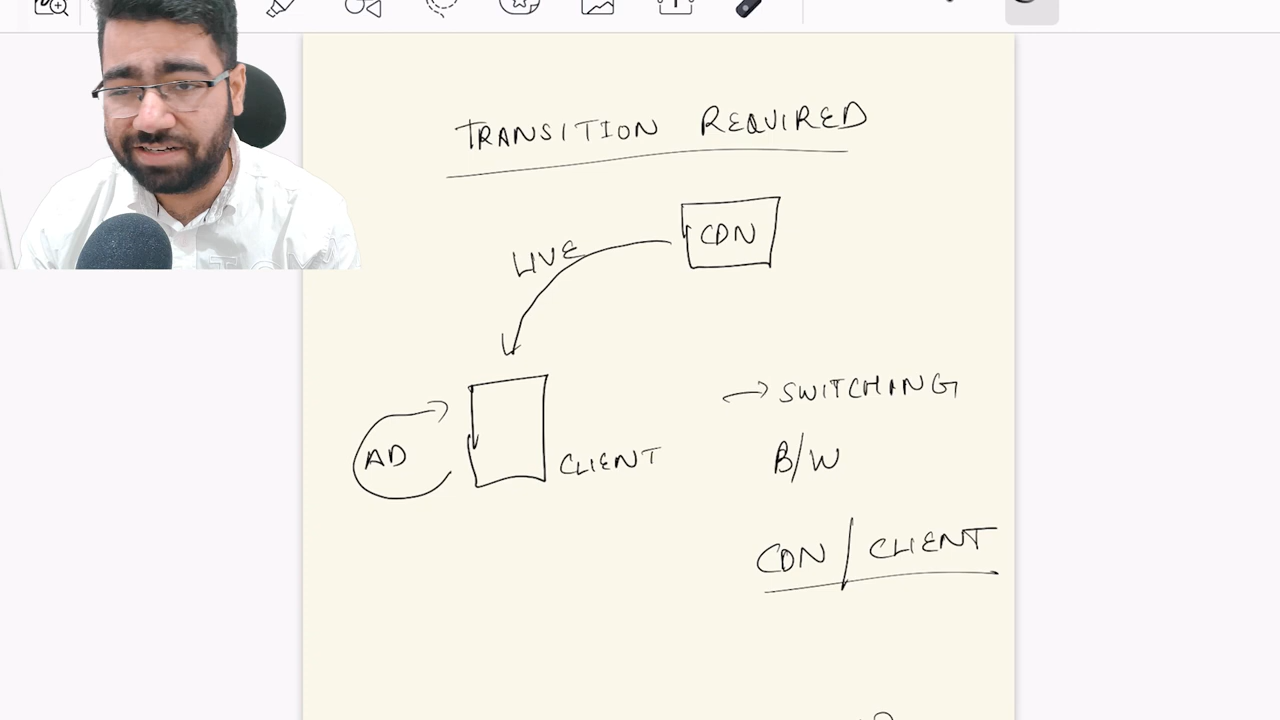 TRANSITION REQUIRED
CDN
LIVE
AD
CLIENT
→ SWITCHING
B/W
CDN / CLIENT